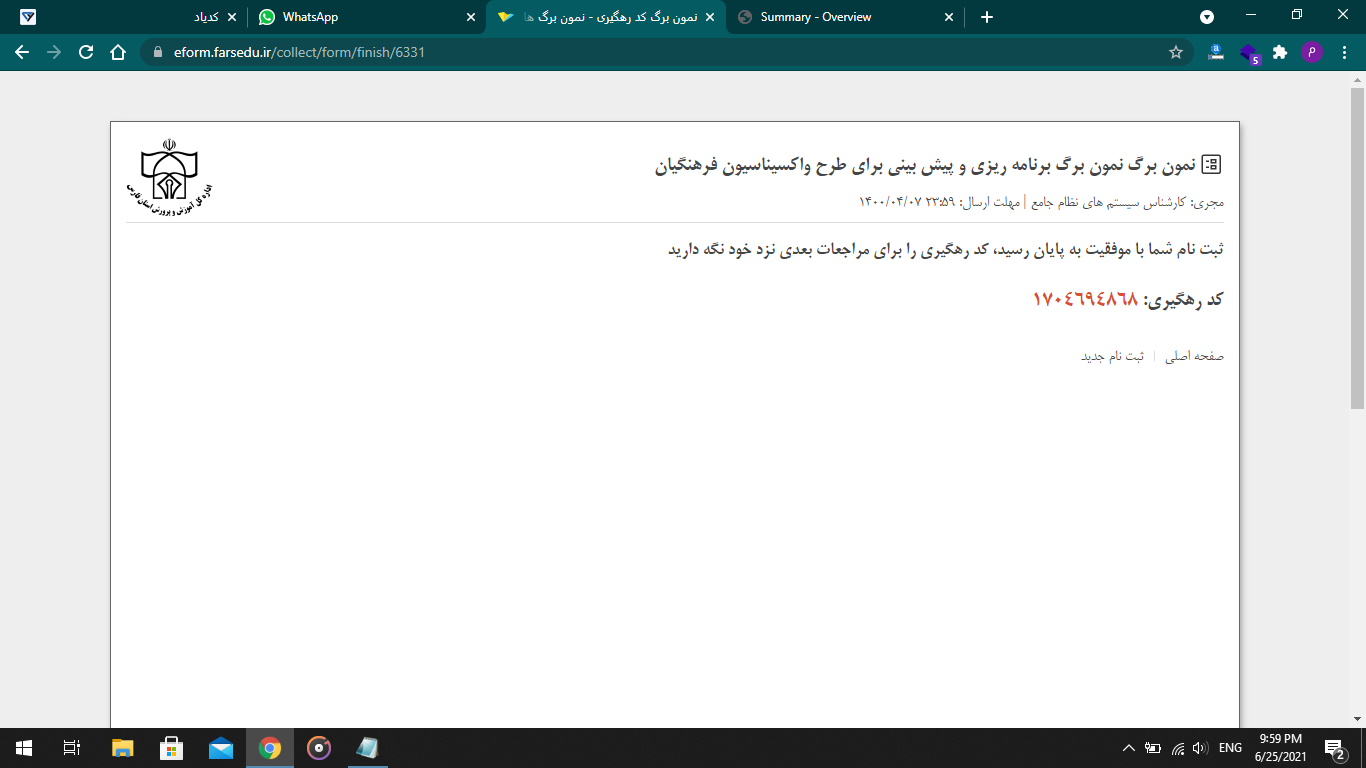 کدیاد
WhatsApp
نمون برگ کد رهگیری - نمون برگ ها
Summary - Overview
eform.farsedu.ir/collect/form/finish/6331
5
م
نمون برگ نمون برگ برنامه ریزی و پیش بینی برای طرح واکسیناسیون فرهنگیان
اداره کل آموزش و پرورش استان فارس
مجری: کارشناس سیستم های نظام جامع | مهلت ارسال: ۲۳:۵۹ ۱۴۰۰/۰۴/۰۷
ثبت نام شما با موفقیت به پایان رسید، کد رهگیری را برای مراجعات بعدی نزد خود نگه دارید
کد رهگیری: ١٧٠٤٦٩٤٨٦٨
صفحه اصلی | ثبت نام جدید
ENG
9:59 PM
6/25/2021
2